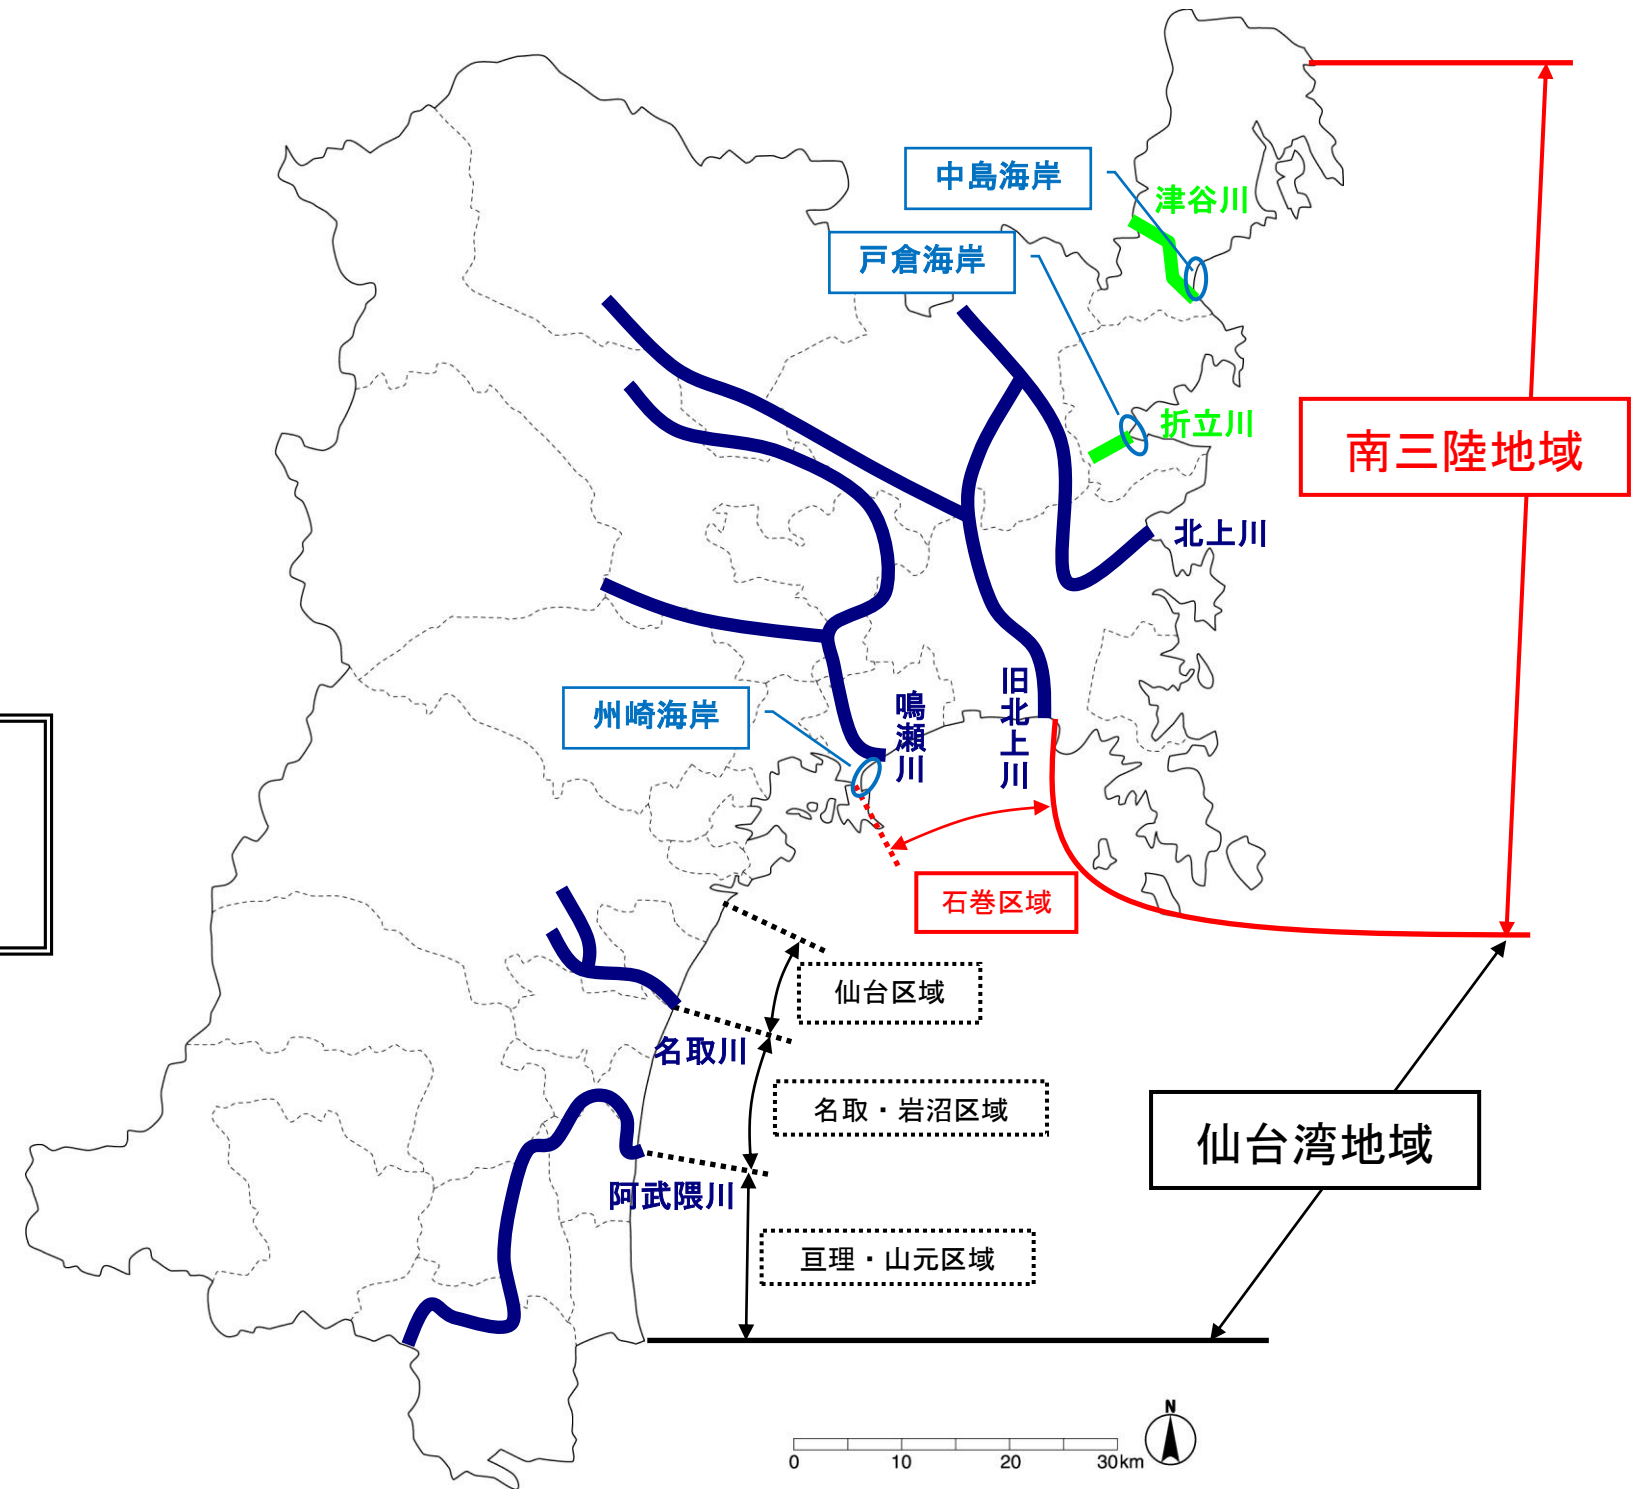 中島海岸
津谷川
戸倉海岸
折立川
南三陸地域
北上川
旧北上川
鳴瀬川
州崎海岸
石巻区域
仙台区域
名取川
名取・岩沼区域
仙台湾地域
阿武隈川
亘理・山元区域
N
0 10 20 30km